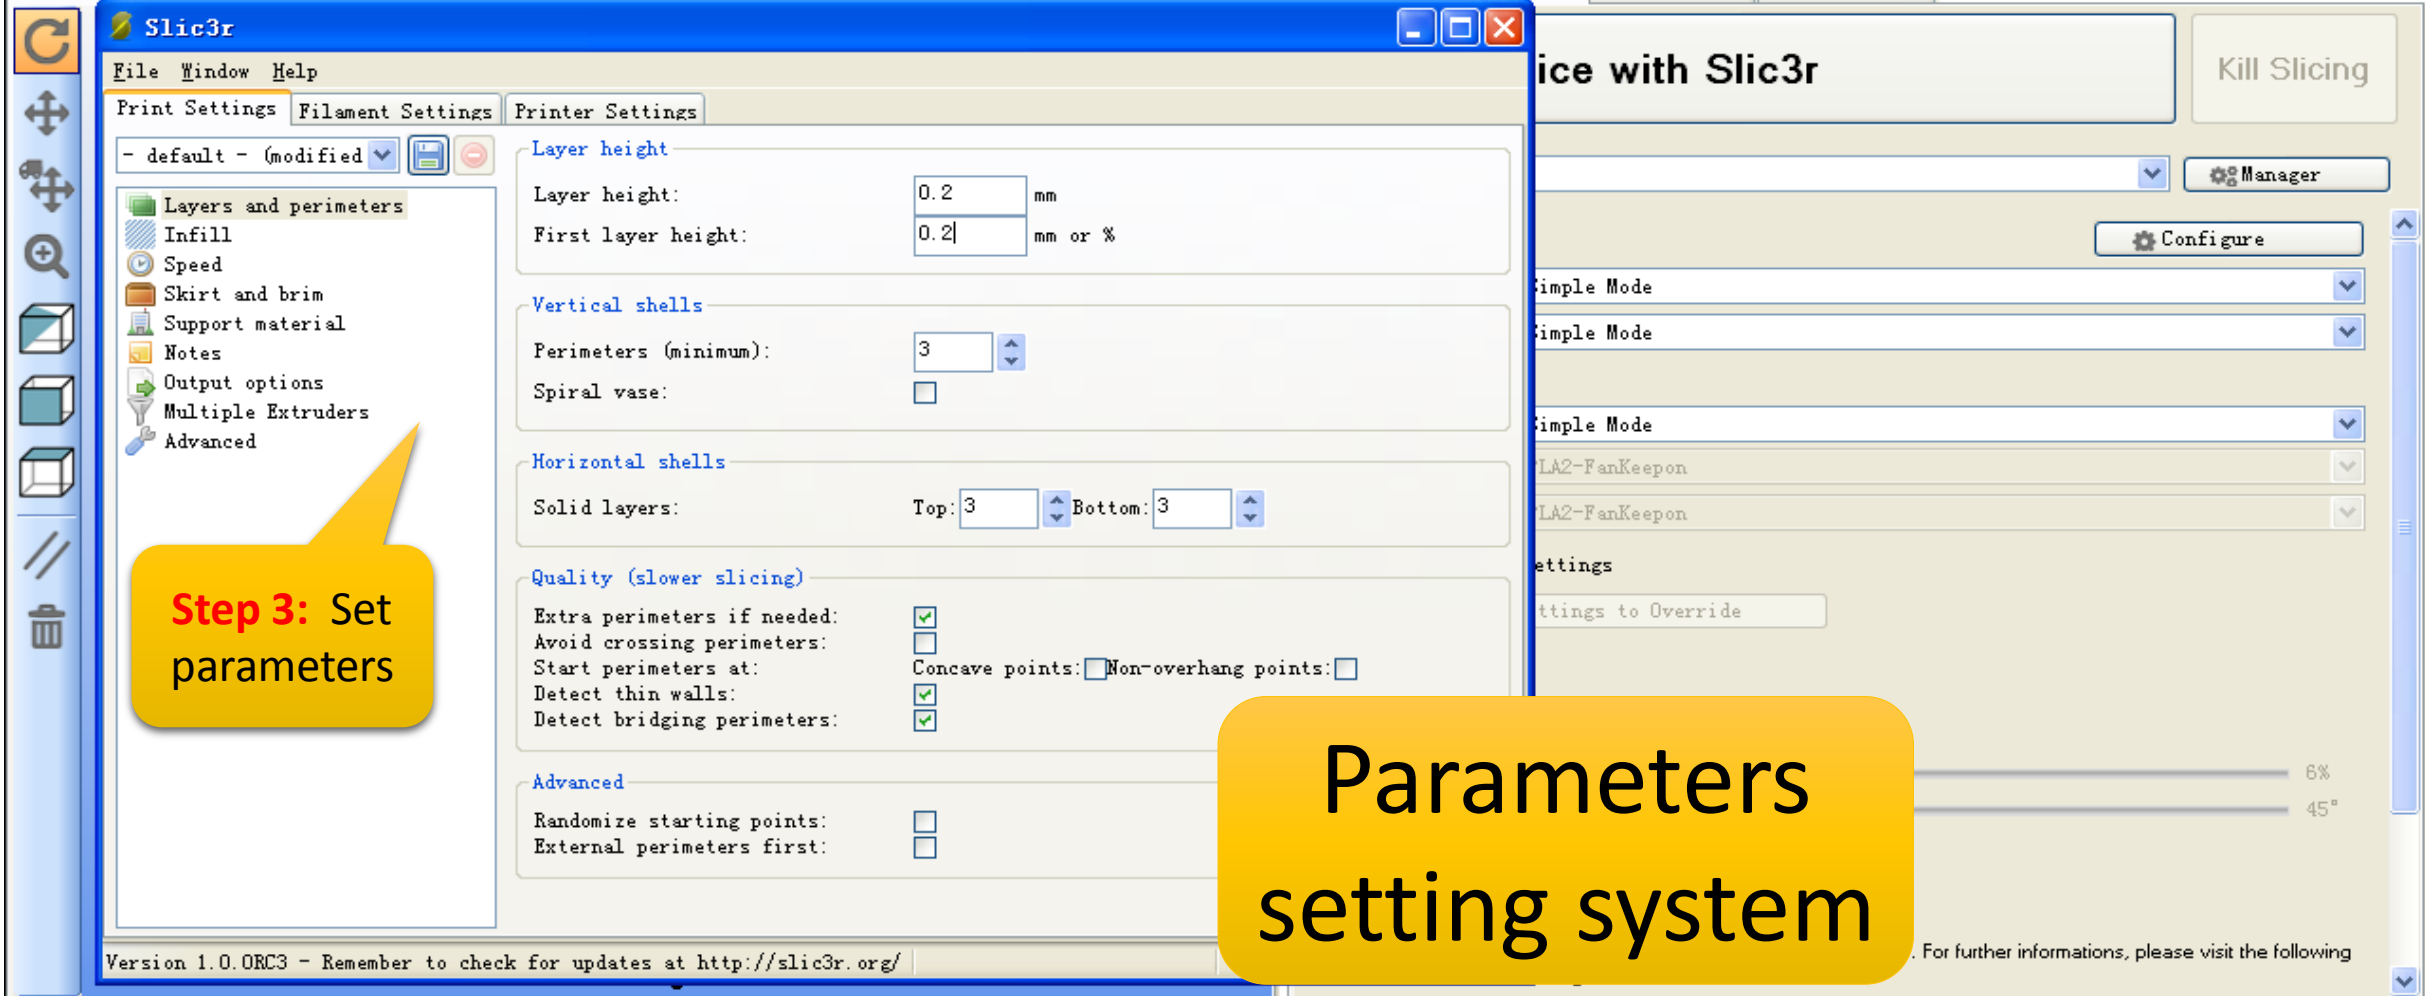 Slic3r
File Window Help
Print Settings Filament Settings Printer Settings
- default - (modified
Layers and perimeters
Infill
Speed
Skirt and brim
Support material
Notes
Output options
Multiple Extruders
Advanced
Step 3: Set
parameters
Layer height
Layer height: 0.2 mm
First layer height: 0.2 mm or %
Vertical shells
Perimeters (minimum): 3
Spiral vase:
Horizontal shells
Solid layers: Top: 3 Bottom: 3
Quality (slower slicing)
Extra perimeters if needed:
Avoid crossing perimeters:
Start perimeters at: Concave points: Non-overhang points:
Detect thin walls:
Detect bridging perimeters:
Advanced
Randomize starting points:
External perimeters first:
Version 1.0.0RC3 - Remember to check for updates at http://slic3r.org/
ice with Slic3r
Kill Slicing
Manager
Configure
imple Mode
imple Mode
imple Mode
LA2-FanKeepon
LA2-FanKeepon
ettings
ttings to Override
6%
45°
Parameters
setting system
. For further informations, please visit the following